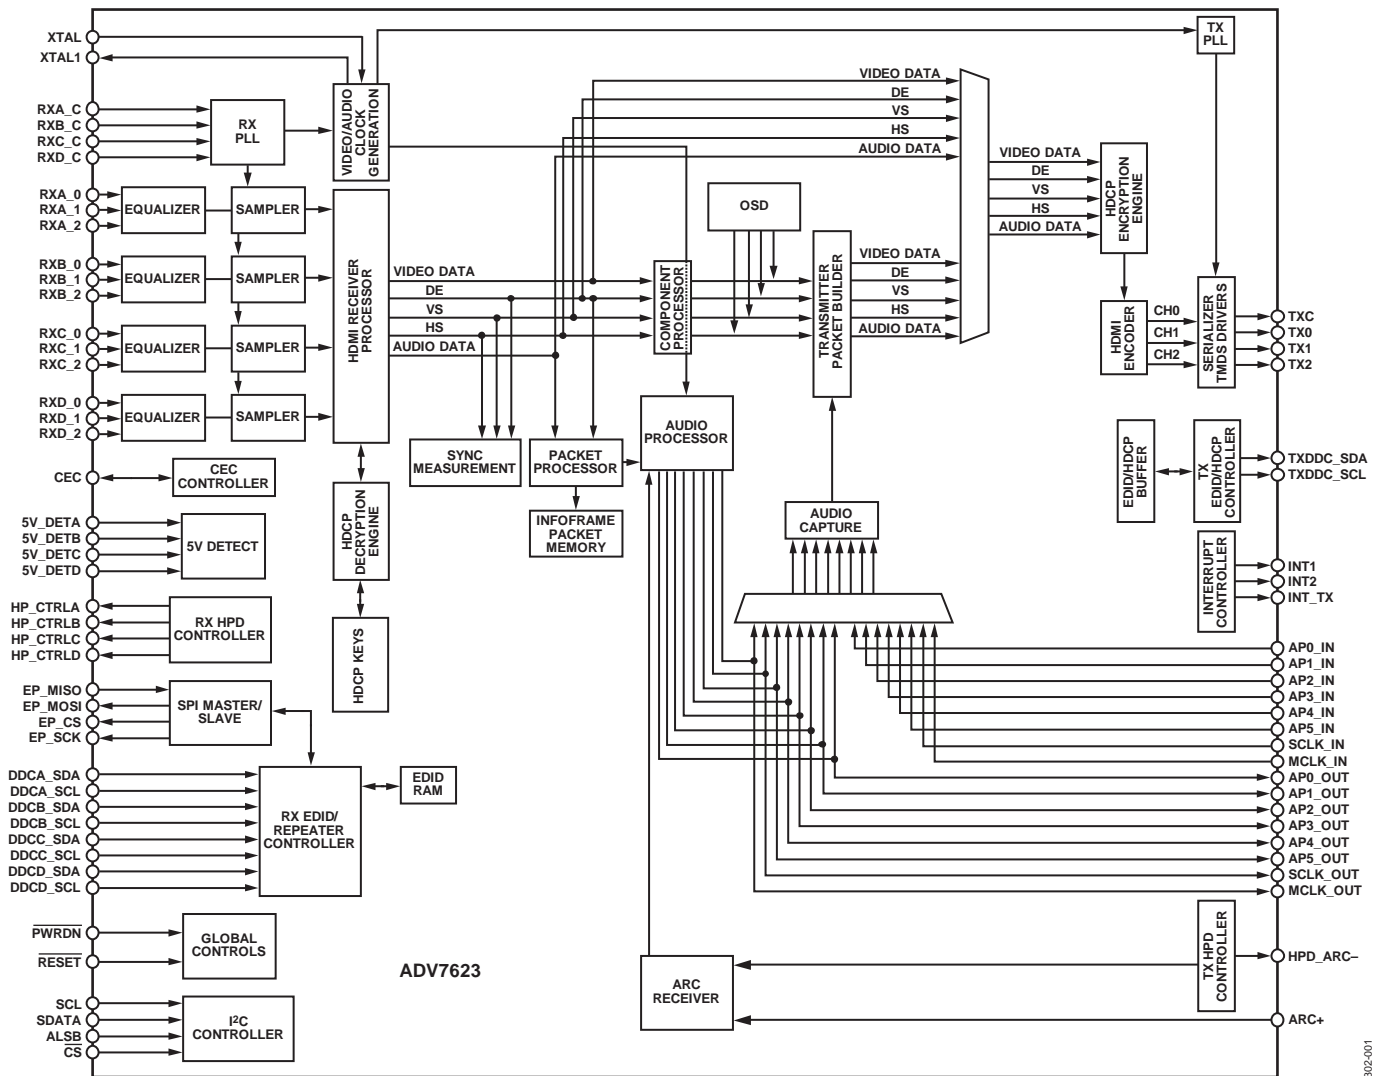 XTAL
XTAL1
RXA_C
RXB_C
RXC_C
RXD_C
RXA_0
RXA_1
RXA_2
RXB_0
RXB_1
RXB_2
RXC_0
RXC_1
RXC_2
RXD_0
RXD_1
RXD_2
CEC
5V_DETA
5V_DETB
5V_DETC
5V_DETD
HP_CTRLA
HP_CTRLB
HP_CTRLC
HP_CTRLD
EP_MISO
EP_MOSI
EP_CS
EP_SCK
DDCA_SDA
DDCA_SCL
DDCB_SDA
DDCB_SCL
DDCC_SDA
DDCC_SCL
DDCD_SDA
DDCD_SCL
PWRDN
RESET
SCL
SDATA
ALSB
CS
RX
PLL
EQUALIZER
SAMPLER
EQUALIZER
SAMPLER
EQUALIZER
SAMPLER
EQUALIZER
SAMPLER
CEC
CONTROLLER
5V DETECT
RX HPD
CONTROLLER
SPI MASTER/
SLAVE
RX EDID/
REPEATER
CONTROLLER
EDID
RAM
GLOBAL
CONTROLS
I2C
CONTROLLER
VIDEO/AUDIO
CLOCK
GENERATION
HDMI RECEIVER
PROCESSOR
HDCP
DECRYPTION
ENGINE
HDCP KEYS
VIDEO DATA
DE
VS
HS
AUDIO DATA
SYNC
MEASUREMENT
PACKET
PROCESSOR
INFOFRAME
PACKET
MEMORY
COMPONENT
PROCESSOR
AUDIO
PROCESSOR
OSD
TRANSMITTER
PACKET BUILDER
AUDIO
CAPTURE
VIDEO DATA
DE
VS
HS
AUDIO DATA
VIDEO DATA
DE
VS
HS
AUDIO DATA
VIDEO DATA
DE
VS
HS
AUDIO DATA
TX
PLL
HDCP
ENCRYPTION
ENGINE
HDMI
ENCODER
CH0
CH1
CH2
SERIALIZER
TMDS DRIVERS
EDID/HDCP
BUFFER
TX
EDID/HDCP
CONTROLLER
INTERRUPT
CONTROLLER
TX HPD
CONTROLLER
ARC
RECEIVER
ADV7623
TXC
TX0
TX1
TX2
TXDDC_SDA
TXDDC_SCL
INT1
INT2
INT_TX
AP0_IN
AP1_IN
AP2_IN
AP3_IN
AP4_IN
AP5_IN
SCLK_IN
MCLK_IN
AP0_OUT
AP1_OUT
AP2_OUT
AP3_OUT
AP4_OUT
AP5_OUT
SCLK_OUT
MCLK_OUT
HPD_ARC–
ARC+